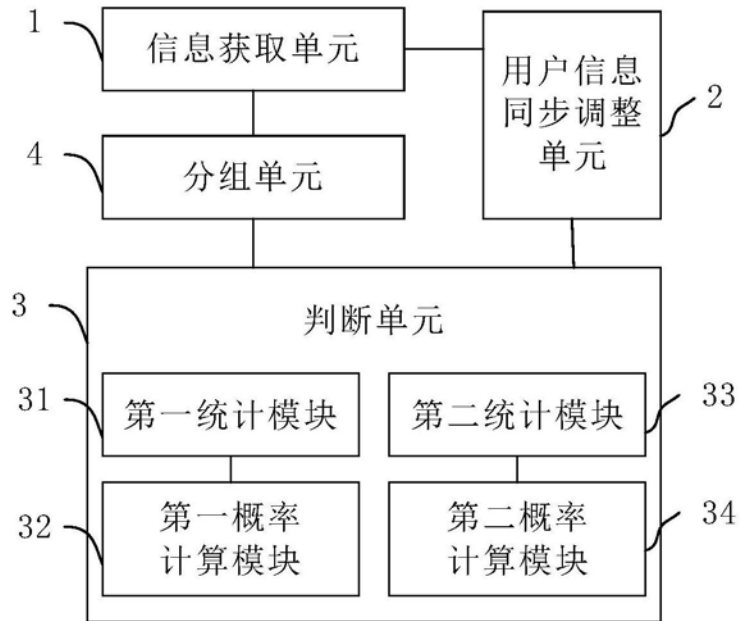 1
信息获取单元
用户信息
同步调整
单元
2
4
分组单元
3
判断单元
31
第一统计模块
第二统计模块
33
32
第一概率
计算模块
第二概率
计算模块
34